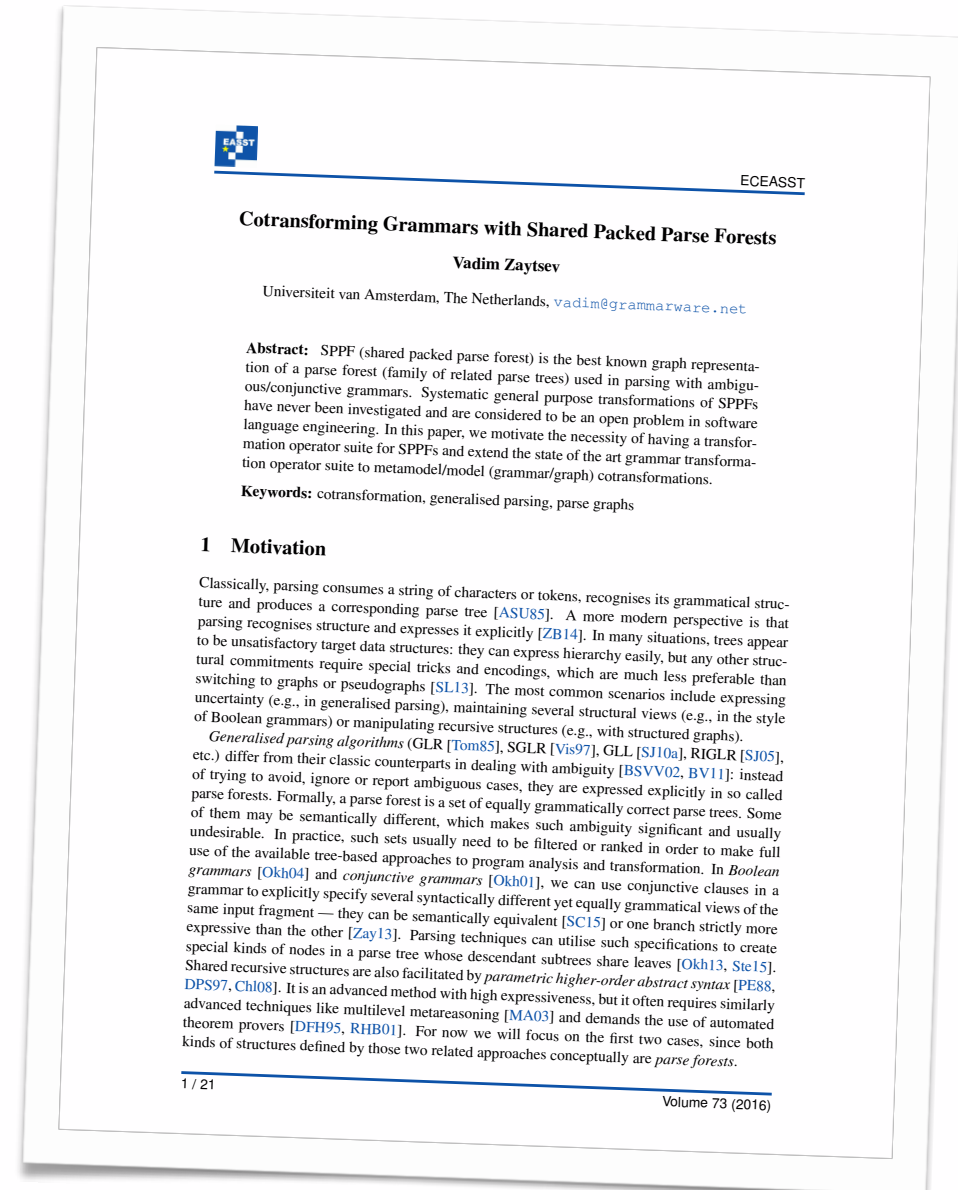 EASST
ECEASST
Cotransforming Grammars with Shared Packed Parse Forests
Vadim Zaytsev
Universiteit van Amsterdam, The Netherlands, vadim@grammarware.net
Abstract: SPPF (shared packed parse forest) is the best known graph representa-
tion of a parse forest (family of related parse trees) used in parsing with ambigu-
ous/conjunctive grammars. Systematic general purpose transformations of SPPFs
have never been investigated and are considered to be an open problem in software
language engineering. In this paper, we motivate the necessity of having a transfor-
mation operator suite for SPPFs and extend the state of the art grammar transforma-
tion operator suite to metamodel/model (grammar/graph) cotransformations.
Keywords: cotransformation, generalised parsing, parse graphs
1 Motivation
Classically, parsing consumes a string of characters or tokens, recognises its grammatical struc-
ture and produces a corresponding parse tree [ASU85]. A more modern perspective is that
parsing recognises structure and expresses it explicitly [ZB14]. In many situations, trees appear
to be unsatisfactory target data structures: they can express hierarchy easily, but any other struc-
tural commitments require special tricks and encodings, which are much less preferable than
switching to graphs or pseudographs [SL13]. The most common scenarios include expressing
uncertainty (e.g., in generalised parsing), maintaining several structural views (e.g., in the style
of Boolean grammars) or manipulating recursive structures (e.g., with structured graphs).
Generalised parsing algorithms (GLR [Tom85], SGLR [Vis97], GLL [SJ10a], RIGLR [SJ05],
etc.) differ from their classic counterparts in dealing with ambiguity [BSVV02, BV11]: instead
of trying to avoid, ignore or report ambiguous cases, they are expressed explicitly in so called
parse forests. Formally, a parse forest is a set of equally grammatically correct parse trees. Some
of them may be semantically different, which makes such ambiguity significant and usually
undesirable. In practice, such sets usually need to be filtered or ranked in order to make full
use of the available tree-based approaches to program analysis and transformation. In Boolean
grammars [Okh04] and conjunctive grammars [Okh01], we can use conjunctive clauses in a
grammar to explicitly specify several syntactically different yet equally grammatical views of the
same input fragment — they can be semantically equivalent [SC15] or one branch strictly more
expressive than the other [Zay13]. Parsing techniques can utilise such specifications to create
special kinds of nodes in a parse tree whose descendant subtrees share leaves [Okh13, Ste15].
Shared recursive structures are also facilitated by parametric higher-order abstract syntax [PE88,
DPS97, Chl08]. It is an advanced method with high expressiveness, but it often requires similarly
advanced techniques like multilevel metareasoning [MA03] and demands the use of automated
theorem provers [DFH95, RHB01]. For now we will focus on the first two cases, since both
kinds of structures defined by those two related approaches conceptually are parse forests.
1 / 21
Volume 73 (2016)